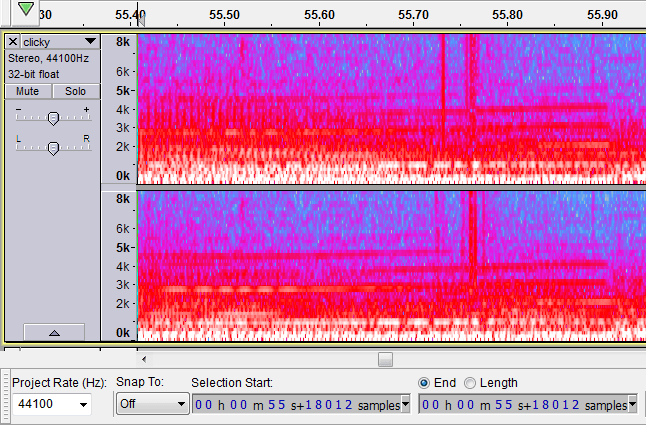 30 55.40 55.50 55.60 55.70 55.80 55.90
clicky
Stereo, 44100Hz
32-bit float
Mute Solo
- +
L R
8k
6k
5k
4k
3k
2k
0k
8k
6k
5k
4k
3k
2k
0k
Project Rate (Hz): Snap To: Selection Start: End Length
44100 Off 00 h 00 m 55 s+18012 samples 00 h 00 m 55 s+18012 samples